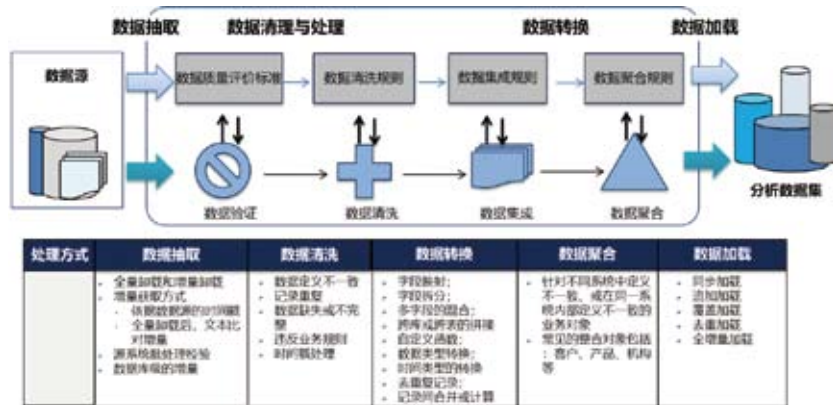 数据抽取 数据清理与处理 数据转换 数据加载
数据源
数据质量评价标准 数据清洗规则 数据集成规则 数据聚合规则
数据验证 数据清洗 数据集成 数据聚合
分析数据集
处理方式 数据抽取 数据清洗 数据转换 数据聚合 数据加载
全量卸载和增量卸载
增量获取方式
依据数据源的时间戳
全量卸载后,文本比
对增量
源系统批处理校验
数据库级的增量
数据定义不一致
记录重复
数据缺失或不完
整
违反业务规则
时间戳处理
字段映射;
字段拆分;
多字段的混合;
跨库或跨表的拼接
自定义函数;
数据类型转换;
时间类型的转换
去重复记录;
记录间合并或计算
针对不同系统中定义
不一致、或在同一系
统内部定义不一致的
业务对象
常见的整合对象包括
:客户、产品、机构
等
同步加载
追加加载
覆盖加载
去重加载
全增量加载